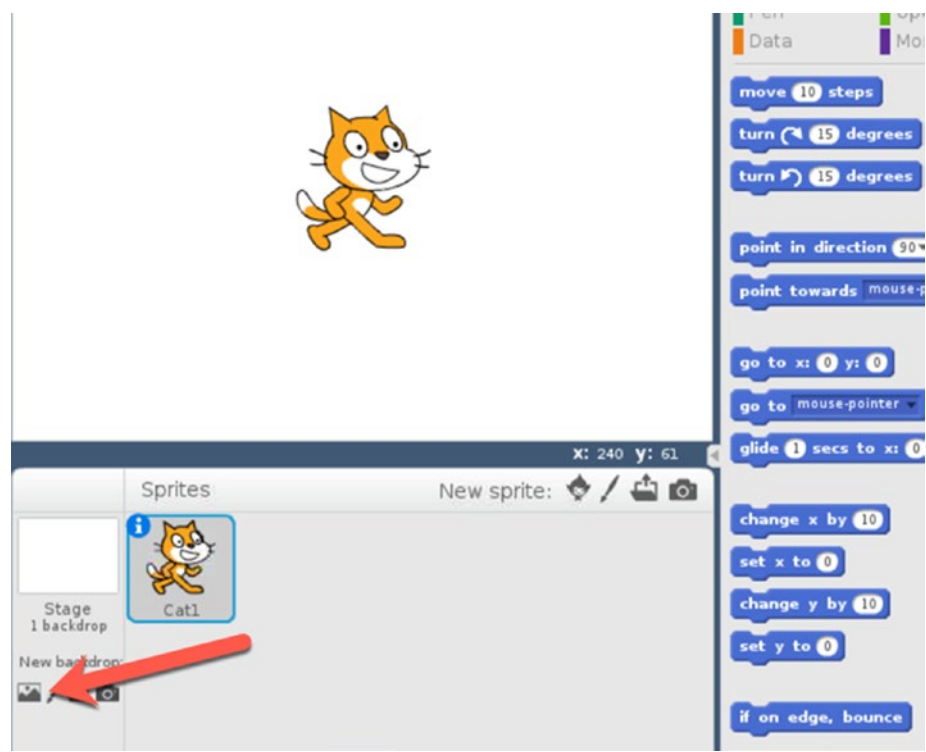 Data
move 10 steps
turn 15 degrees
turn 15 degrees
point in direction 90
point towards
go to x: 0 y: 0
go to mouse-pointer
glide 1 secs to x: 0
change x by 10
set x to 0
change y by 10
set y to 0
if on edge, bounce
x: 240 y: 61
Sprites
New sprite:
Stage
1 backdrop
Cat1
New backdrop: